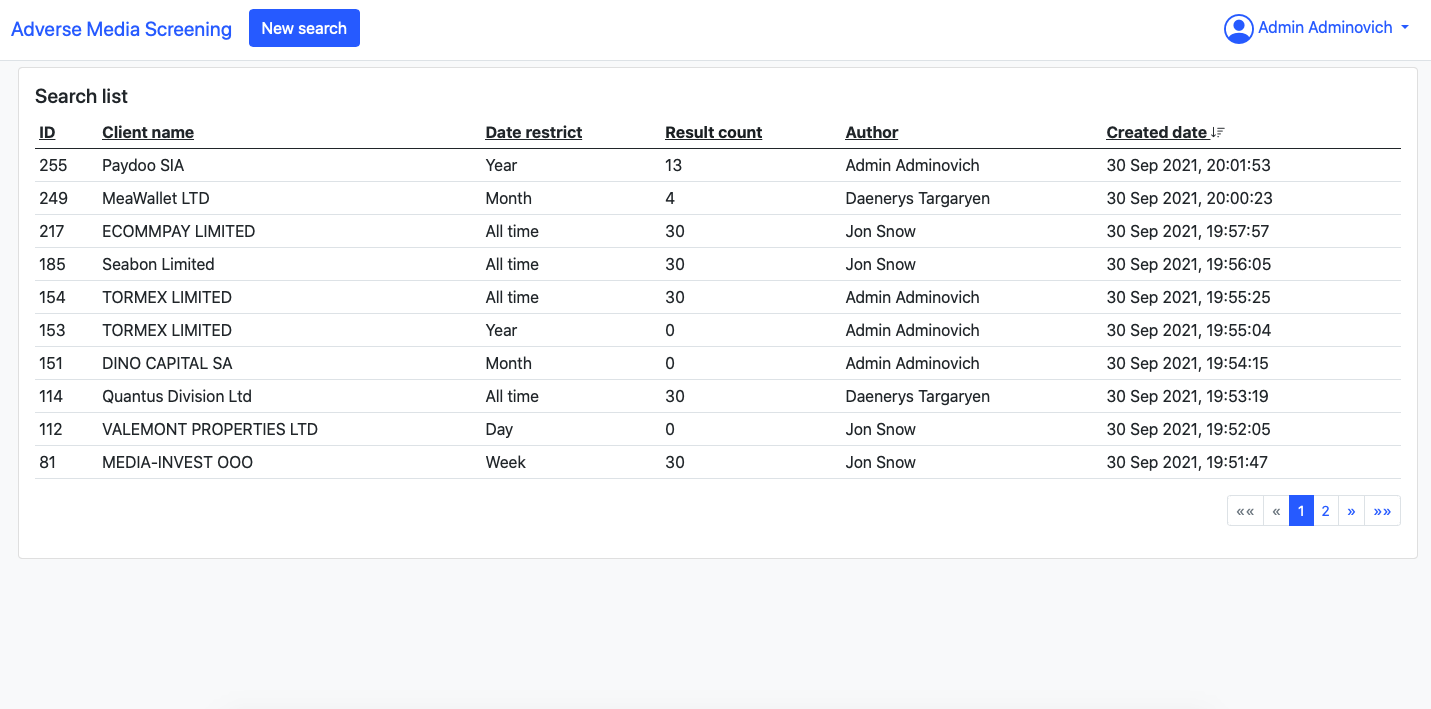 Adverse Media Screening New search Admin Adminovich
Search list
ID Client name Date restrict Result count Author Created date
255 Paydoo SIA Year 13 Admin Adminovich 30 Sep 2021, 20:01:53
249 MeaWallet LTD Month 4 Daenerys Targaryen 30 Sep 2021, 20:00:23
217 ECOMMPAY LIMITED All time 30 Jon Snow 30 Sep 2021, 19:57:57
185 Seabon Limited All time 30 Jon Snow 30 Sep 2021, 19:56:05
154 TORMEX LIMITED All time 30 Admin Adminovich 30 Sep 2021, 19:55:25
153 TORMEX LIMITED Year 0 Admin Adminovich 30 Sep 2021, 19:55:04
151 DINO CAPITAL SA Month 0 Admin Adminovich 30 Sep 2021, 19:54:15
114 Quantus Division Ltd All time 30 Daenerys Targaryen 30 Sep 2021, 19:53:19
112 VALEMONT PROPERTIES LTD Day 0 Jon Snow 30 Sep 2021, 19:52:05
81 MEDIA-INVEST OOO Week 30 Jon Snow 30 Sep 2021, 19:51:47
«« « 1 2 » »»